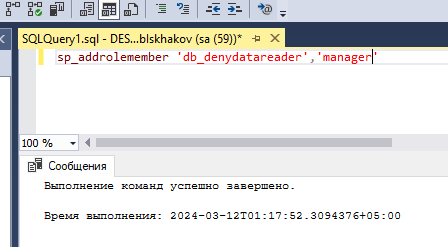 SQLQuery1.sql - DES...blskhakov (sa (59))*
sp_addrolemember 'db_denydatareader','manager'
100 %
Сообщения
Выполнение команд успешно завершено.
Время выполнения: 2024-03-12T01:17:52.3094376+05:00